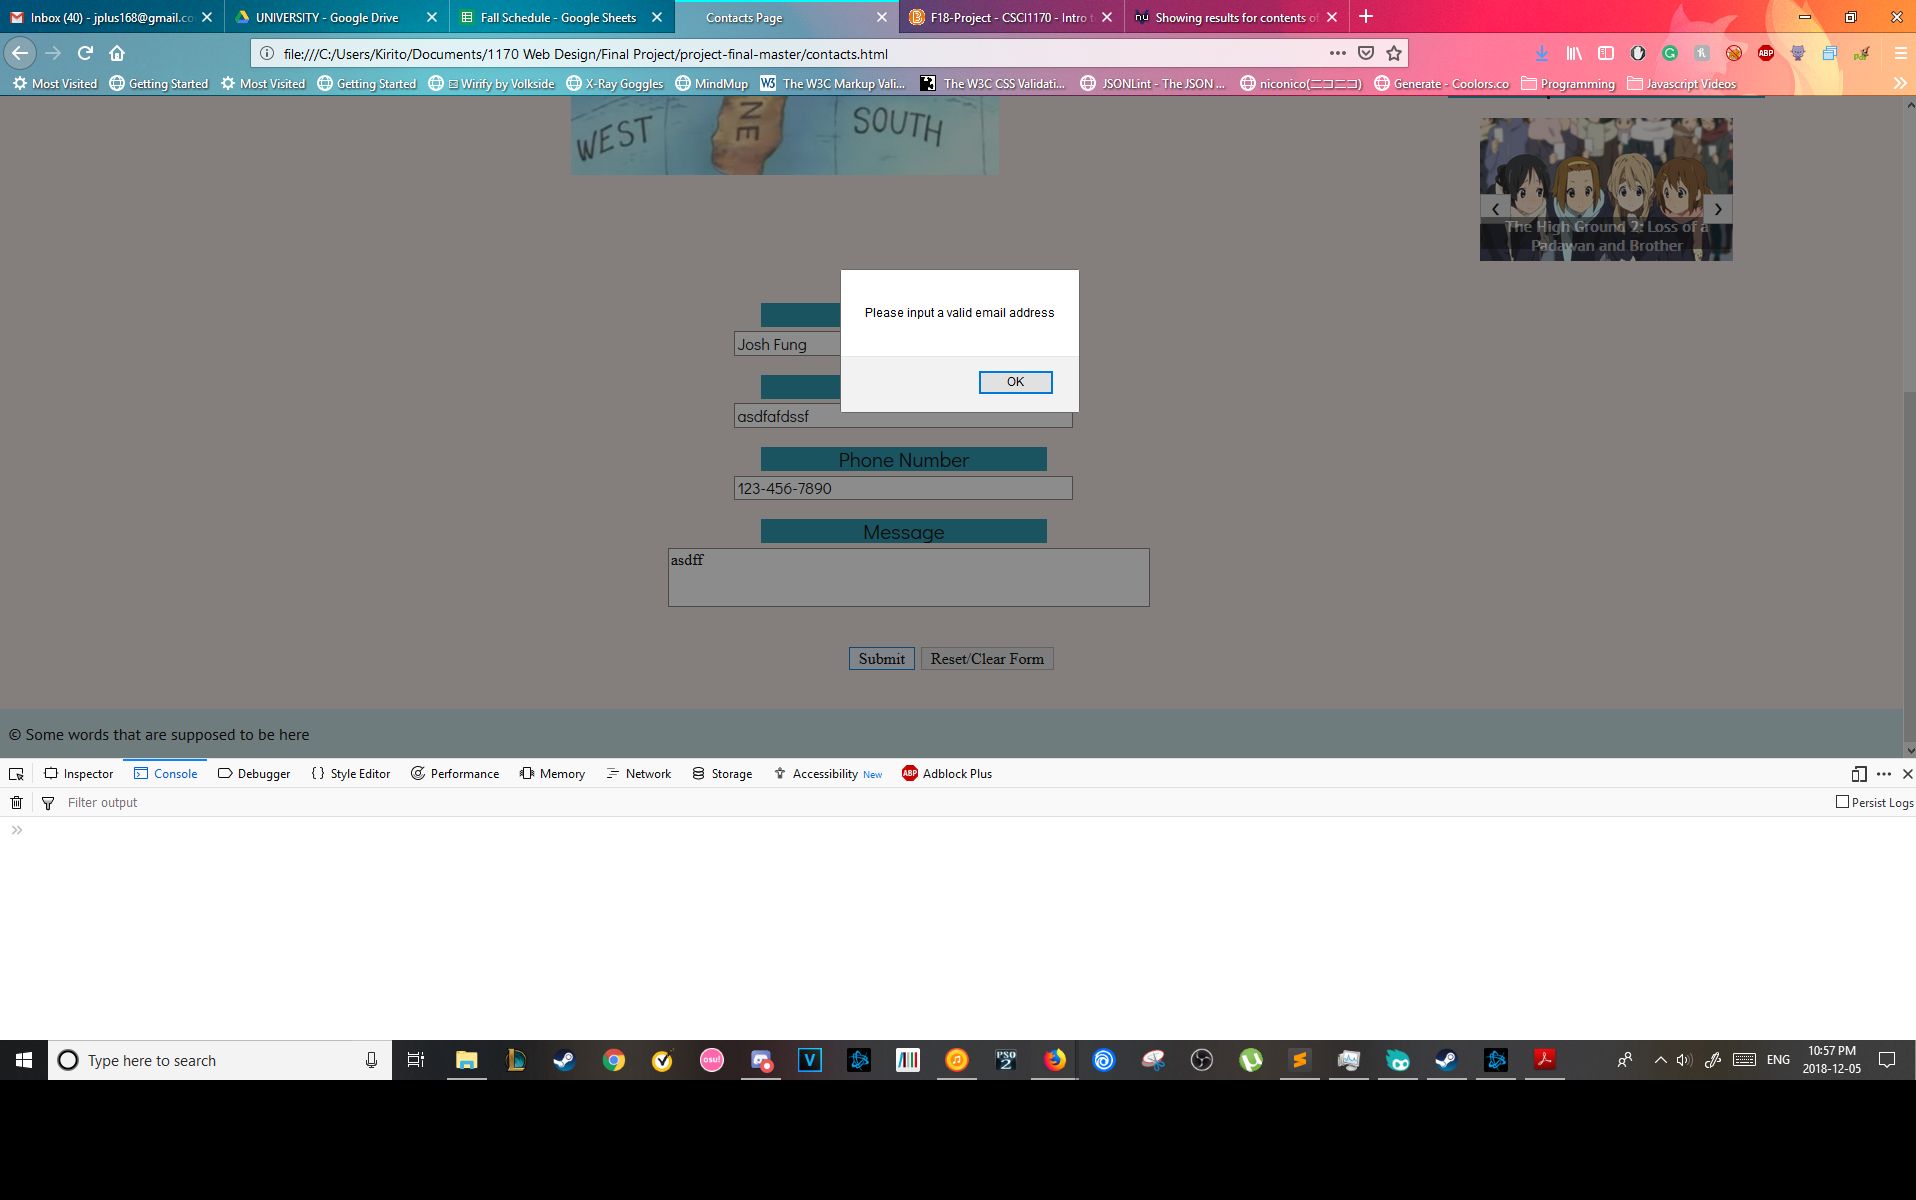 Inbox (40) - jplus168@gmail.co
UNIVERSITY - Google Drive
Fall Schedule - Google Sheets
Contacts Page
F18-Project - CSCI1170 - Intro t
Showing results for contents of
file:///C:/Users/Kirito/Documents/1170 Web Design/Final Project/project-final-master/contacts.html
Most Visited
Getting Started
Most Visited
Getting Started
Wirify by Volkside
X-Ray Goggles
MindMup
The W3C Markup Vali...
The W3C CSS Validati...
JSONLint - The JSON ...
niconico(ニコニコ)
Generate - Coolors.co
Programming
Javascript Videos
WEST
NE
SOUTH
The High Ground 2: Loss of a
Padawan and Brother
Please input a valid email address
OK
Josh Fung
asdfafdssf
Phone Number
123-456-7890
Message
asdff
Submit
Reset/Clear Form
© Some words that are supposed to be here
Inspector
Console
Debugger
Style Editor
Performance
Memory
Network
Storage
Accessibility New
ABP Adblock Plus
Filter output
Persist Logs
Type here to search
osu!
PSO
2
ENG
10:57 PM
2018-12-05